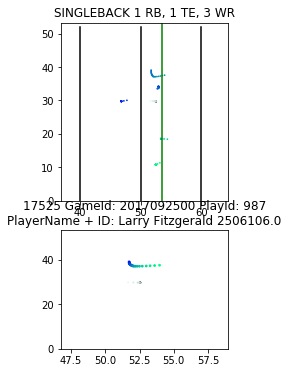 SINGLEBACK 1 RB, 1 TE, 3 WR
50
40
30
20
10
0
40 50 60
17525 GameId: 2017092500 PlayId: 987
PlayerName + ID: Larry Fitzgerald 2506106.0
40
20
0
47.5 50.0 52.5 55.0 57.5